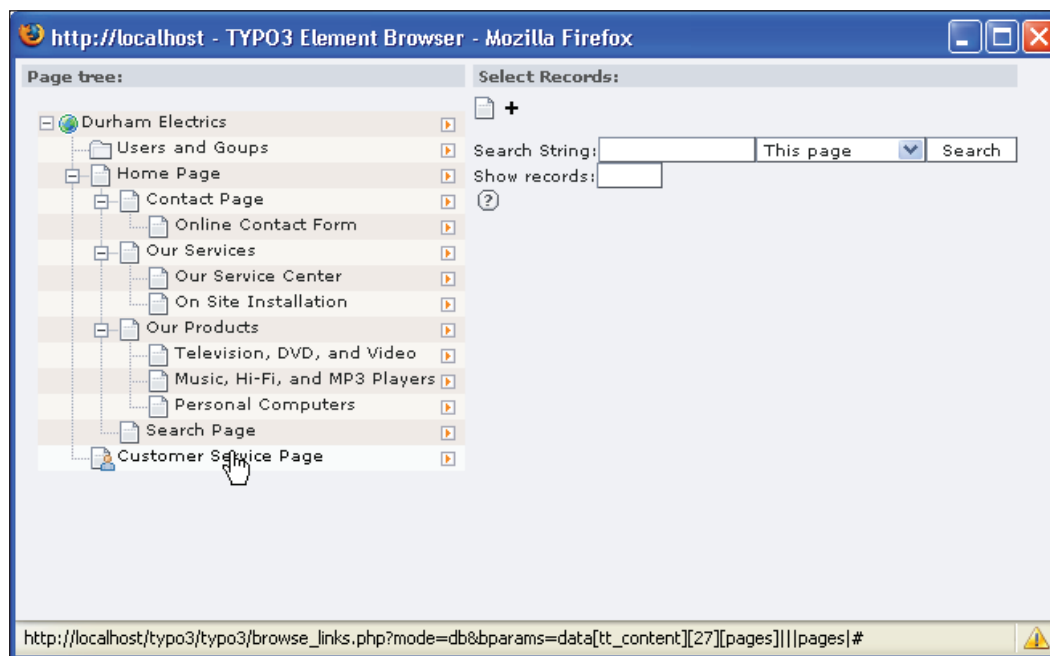 http://localhost - TYPO3 Element Browser - Mozilla Firefox
Page tree:
Select Records:
Durham Electrics
Users and Goups
Home Page
Contact Page
Online Contact Form
Our Services
Our Service Center
On Site Installation
Our Products
Television, DVD, and Video
Music, Hi-Fi, and MP3 Players
Personal Computers
Search Page
Customer Service Page
Search String: This page Search
Show records:
?
http://localhost/typo3/typo3/browse_links.php?mode=db&bparams=data[tt_content][27][pages]|||pages|#